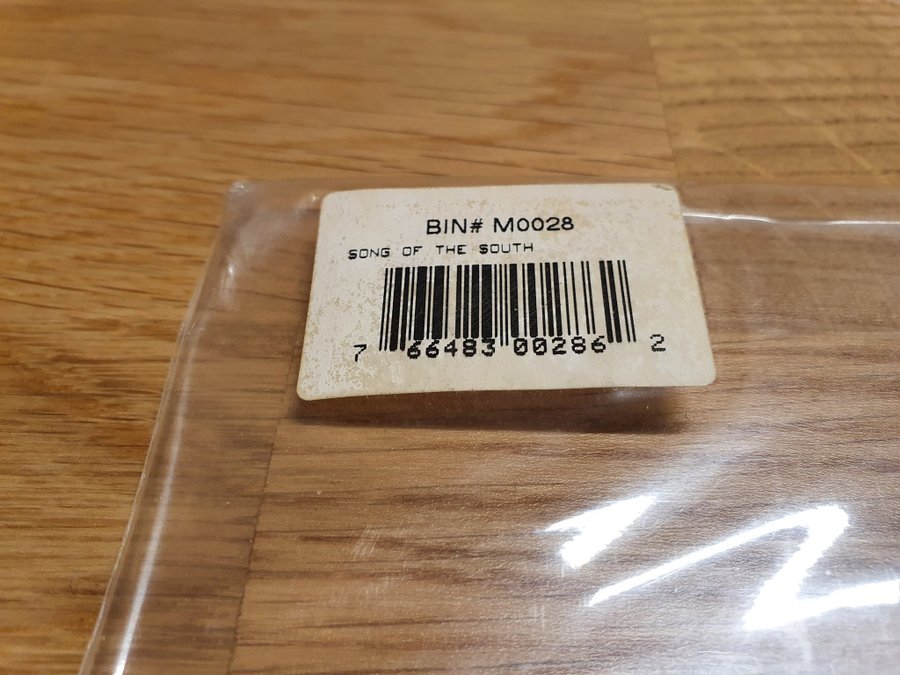 BIN# M0028
SONG OF THE SOUTH
7 66483 00286 2